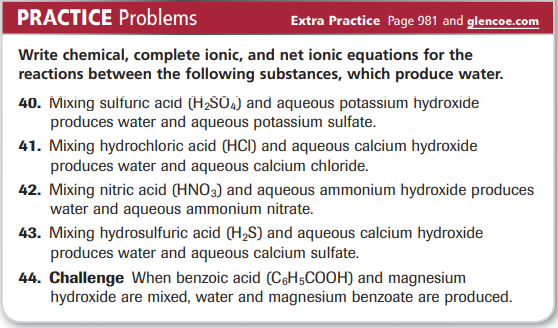 PRACTICE Problems Extra Practice Page 981 and glencoe.com
Write chemical, complete ionic, and net ionic equations for the
reactions between the following substances, which produce water.
40. Mixing sulfuric acid (H₂SO₄) and aqueous potassium hydroxide
produces water and aqueous potassium sulfate.
41. Mixing hydrochloric acid (HCl) and aqueous calcium hydroxide
produces water and aqueous calcium chloride.
42. Mixing nitric acid (HNO₃) and aqueous ammonium hydroxide produces
water and aqueous ammonium nitrate.
43. Mixing hydrosulfuric acid (H₂S) and aqueous calcium hydroxide
produces water and aqueous calcium sulfate.
44. Challenge When benzoic acid (C₆H₅COOH) and magnesium
hydroxide are mixed, water and magnesium benzoate are produced.